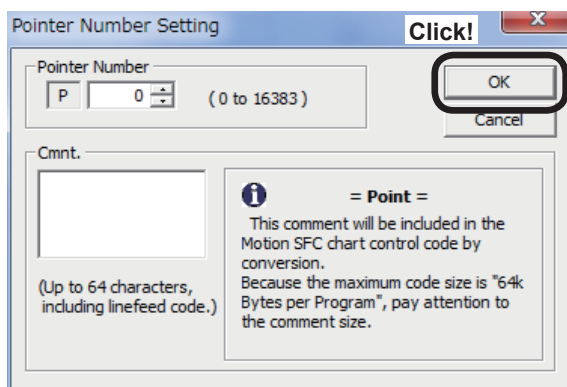 Pointer Number Setting
Click!
Pointer Number
P 0 ( 0 to 16383 )
OK
Cancel
Cmnt.
(Up to 64 characters,
including linefeed code.)
= Point =
This comment will be included in the
Motion SFC chart control code by
conversion.
Because the maximum code size is "64k
Bytes per Program", pay attention to
the comment size.